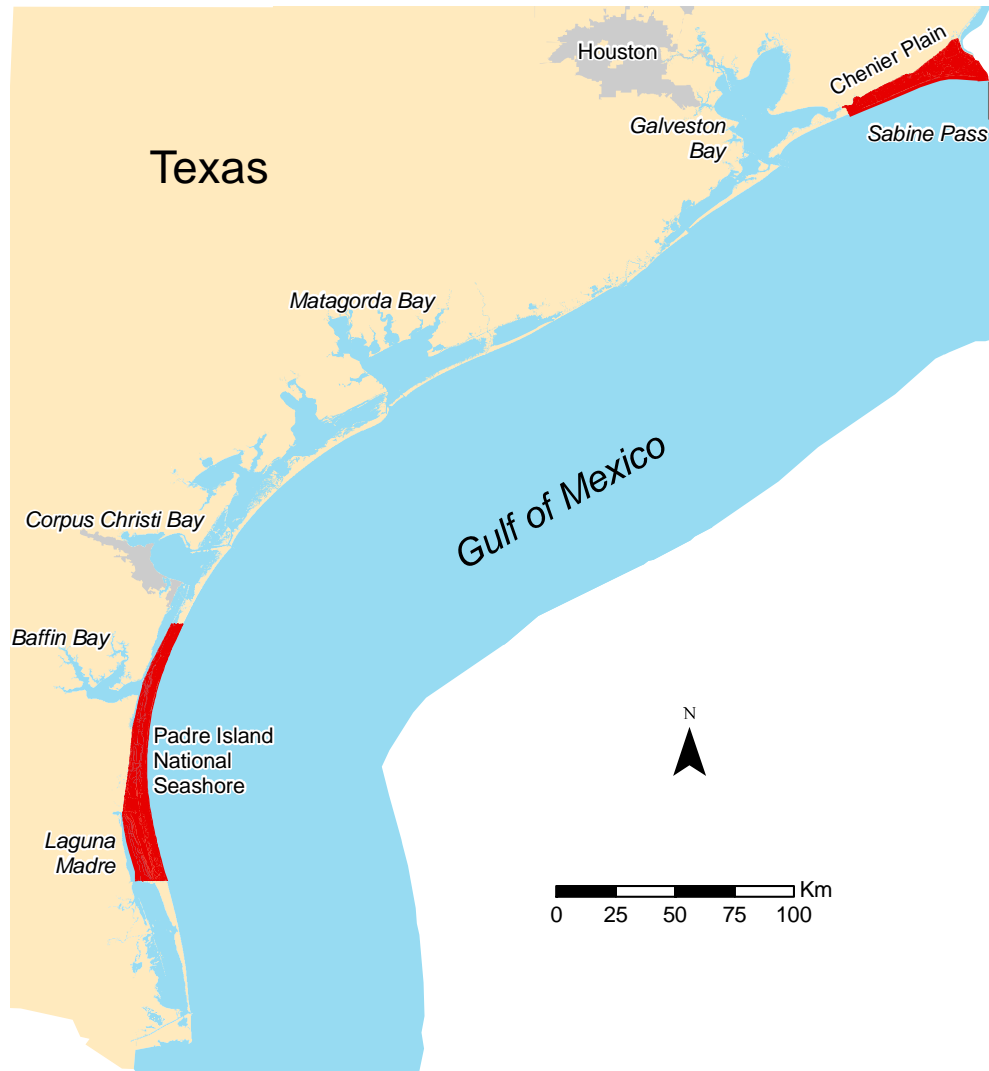 Houston
Chenier Plain
Galveston
Bay
Sabine Pass
Texas
Matagorda Bay
Gulf of Mexico
Corpus Christi Bay
Baffin Bay
Padre Island
National
Seashore
N
Laguna
Madre
Km
0 25 50 75 100